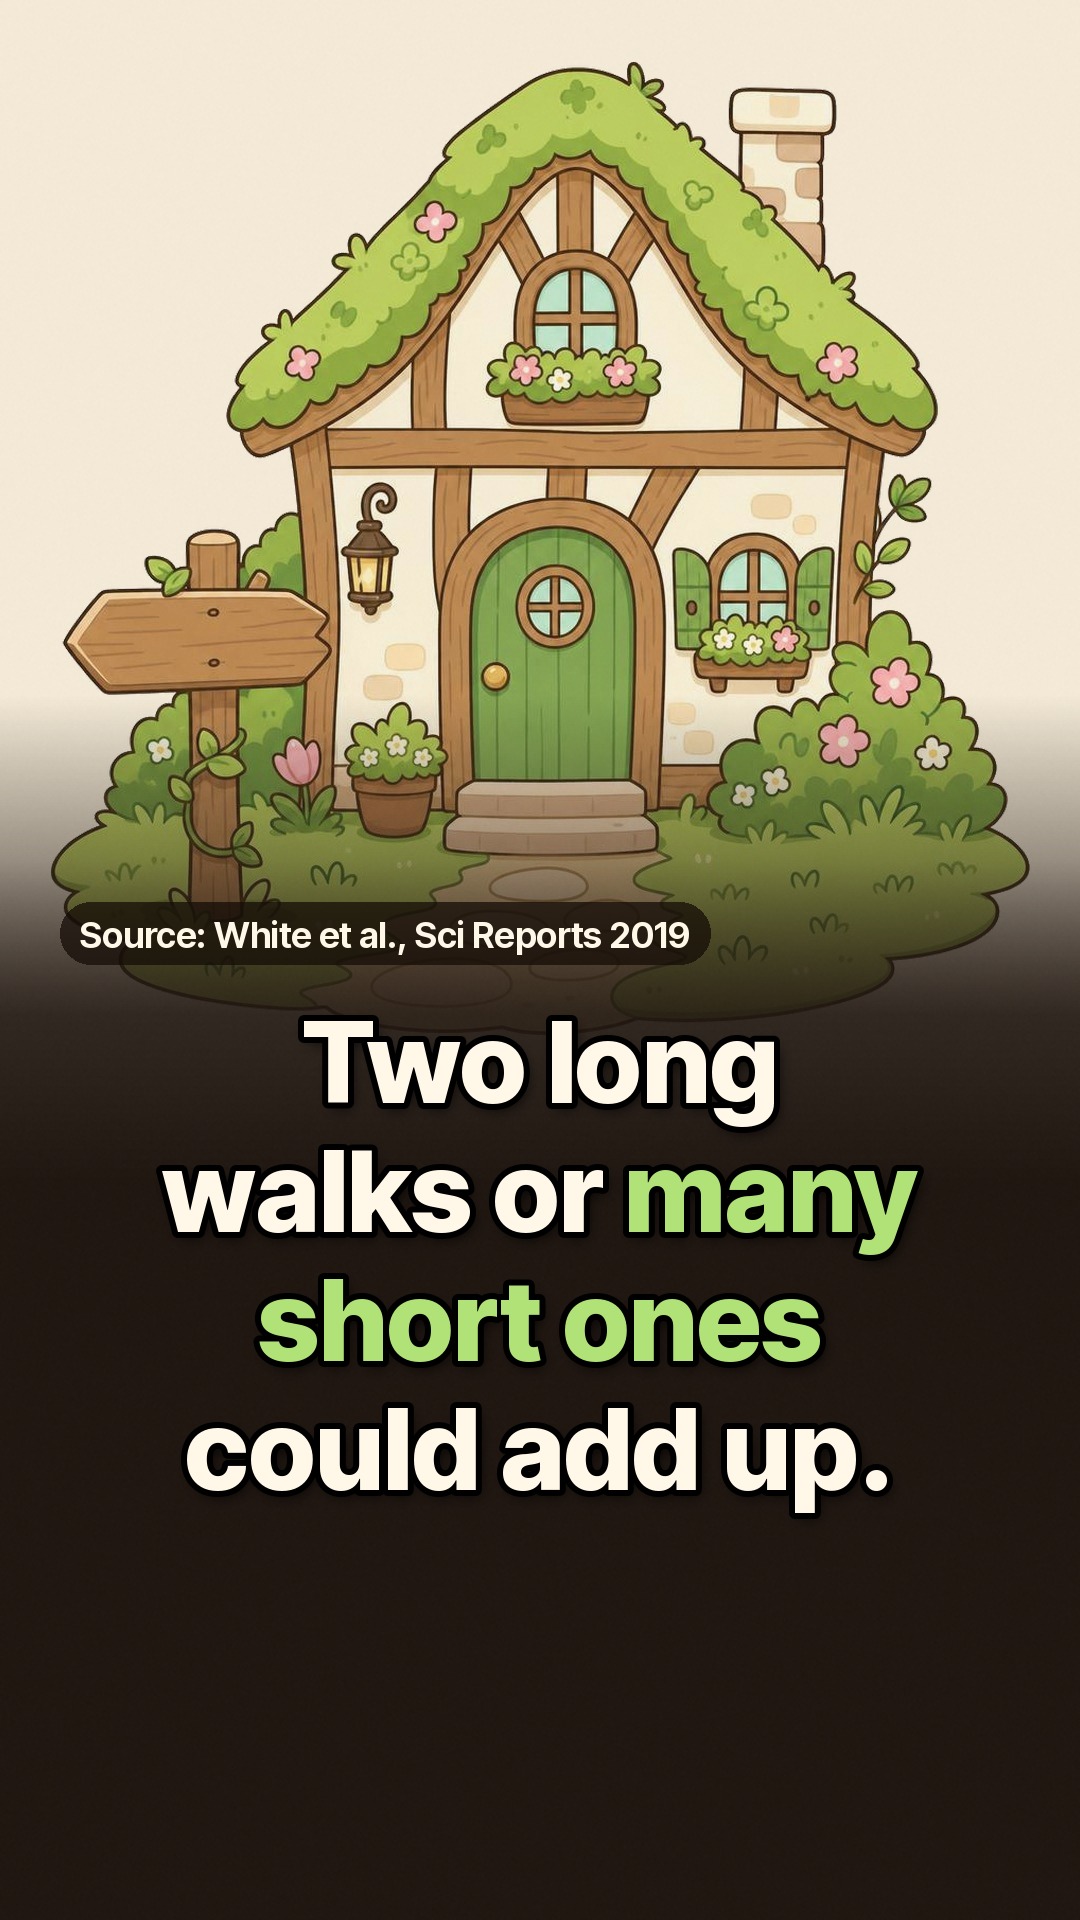 Source: White et al., Sci Reports 2019
Two long
walks or many
short ones
could add up.